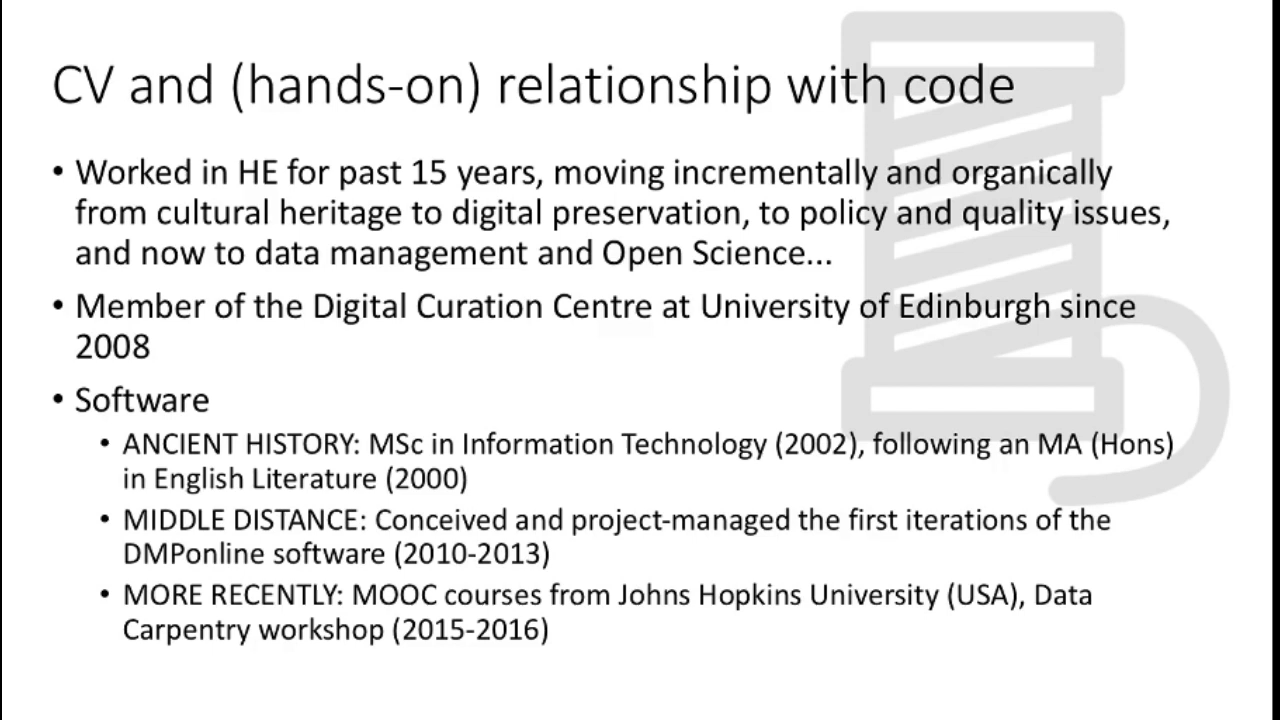 CV and (hands-on) relationship with code
• Worked in HE for past 15 years, moving incrementally and organically
from cultural heritage to digital preservation, to policy and quality issues,
and now to data management and Open Science...
• Member of the Digital Curation Centre at University of Edinburgh since
2008
• Software
• ANCIENT HISTORY: MSc in Information Technology (2002), following an MA (Hons)
in English Literature (2000)
• MIDDLE DISTANCE: Conceived and project-managed the first iterations of the
DMPonline software (2010-2013)
• MORE RECENTLY: MOOC courses from Johns Hopkins University (USA), Data
Carpentry workshop (2015-2016)